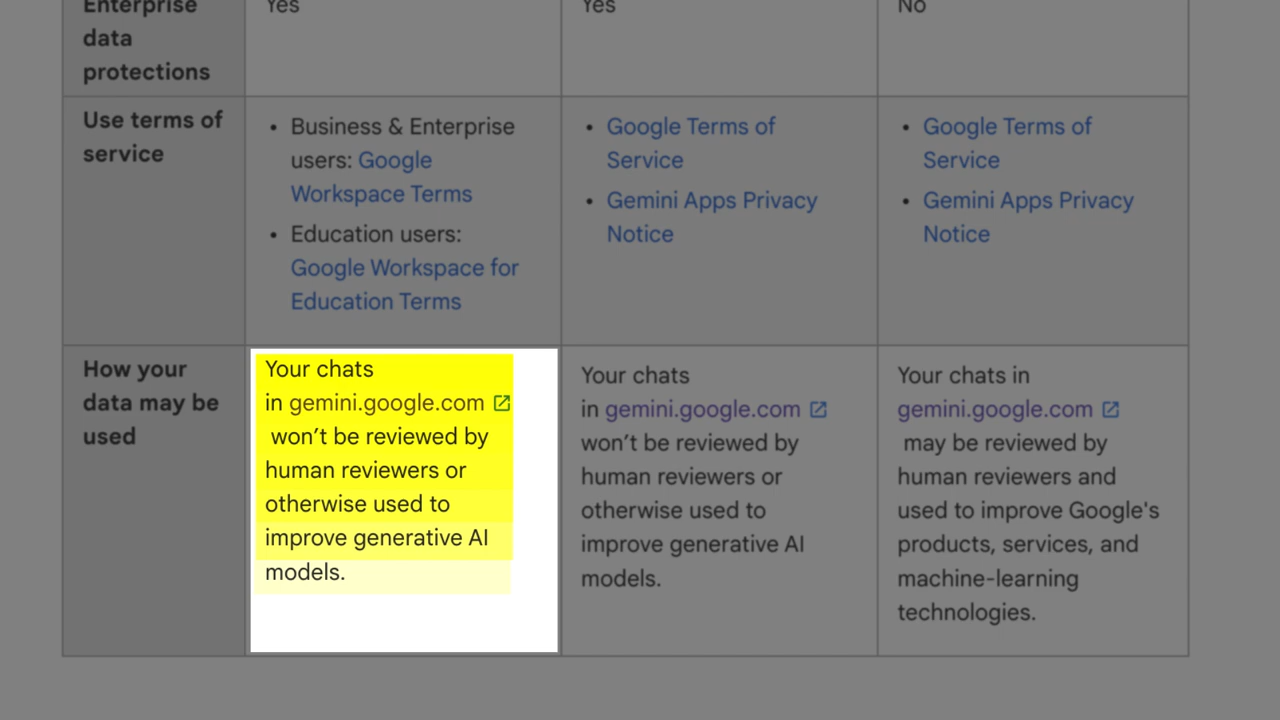 Enterprise
data
protections
Yes
Yes
No
Use terms of
service
• Business & Enterprise
users: Google
Workspace Terms
• Education users:
Google Workspace for
Education Terms
• Google Terms of
Service
• Gemini Apps Privacy
Notice
• Google Terms of
Service
• Gemini Apps Privacy
Notice
How your
data may be
used
Your chats
in gemini.google.com
won’t be reviewed by
human reviewers or
otherwise used to
improve generative AI
models.
Your chats
in gemini.google.com
won’t be reviewed by
human reviewers or
otherwise used to
improve generative AI
models.
Your chats in
gemini.google.com
may be reviewed by
human reviewers and
used to improve Google's
products, services, and
machine-learning
technologies.